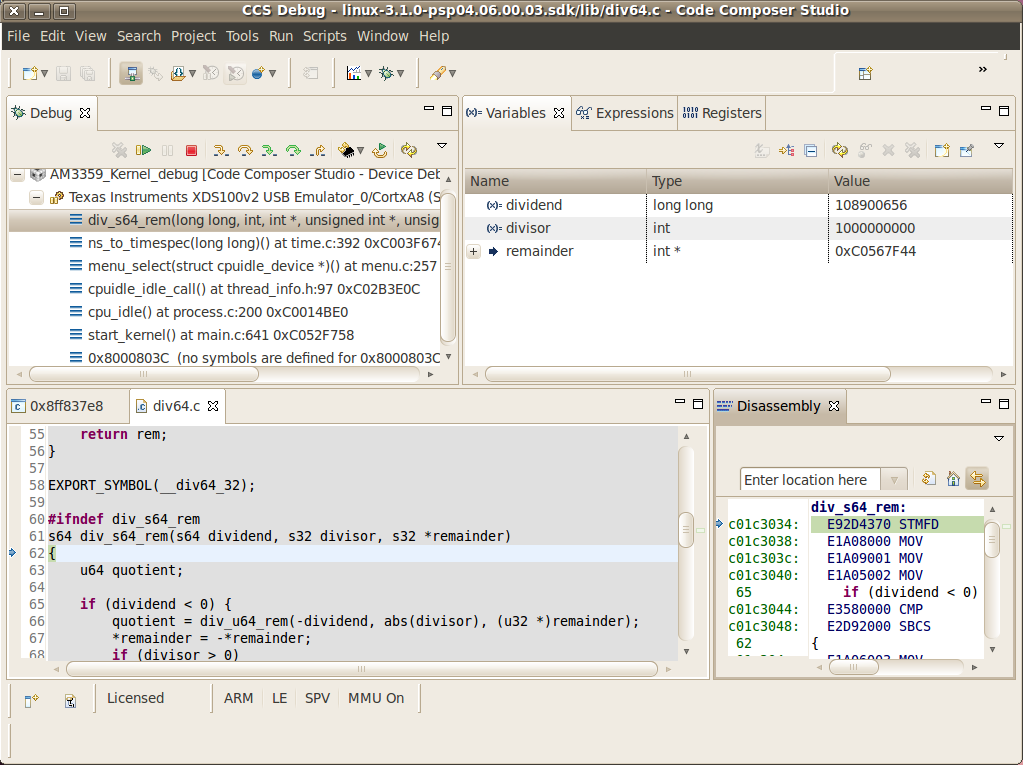 CCS Debug - linux-3.1.0-psp04.06.00.03.sdk/lib/div64.c - Code Composer Studio
File Edit View Search Project Tools Run Scripts Window Help
Debug
AM3359_Kernel_debug [Code Composer Studio - Device Deb
Texas Instruments XDS100v2 USB Emulator_0/CortxA8 (S
div_s64_rem(long long, int, int *, unsigned int *, unsig
ns_to_timespec(long long)() at time.c:392 0xC003F674
menu_select(struct cpuidle_device *)() at menu.c:257
cpuidle_idle_call() at thread_info.h:97 0xC02B3E0C
cpu_idle() at process.c:200 0xC0014BE0
start_kernel() at main.c:641 0xC052F758
0x8000803C (no symbols are defined for 0x8000803C
(x)= Variables Expressions Registers
Name Type Value
(x)= dividend long long 108900656
(x)= divisor int 1000000000
remainder int * 0xC0567F44
0x8ff837e8 div64.c
55 return rem;
56 }
57
58 EXPORT_SYMBOL(__div64_32);
59
60 #ifndef div_s64_rem
61 s64 div_s64_rem(s64 dividend, s32 divisor, s32 *remainder)
62 {
63 u64 quotient;
64
65 if (dividend < 0) {
66 quotient = div_u64_rem(-dividend, abs(divisor), (u32 *)remainder);
67 *remainder = -*remainder;
68 if (divisor > 0)
Disassembly
Enter location here
div_s64_rem:
c01c3034: E92D4370 STMFD
c01c3038: E1A08000 MOV
c01c303c: E1A09001 MOV
c01c3040: E1A05002 MOV
65 if (dividend < 0)
c01c3044: E3580000 CMP
c01c3048: E2D92000 SBCS
62 {
Licensed ARM LE SPV MMU On